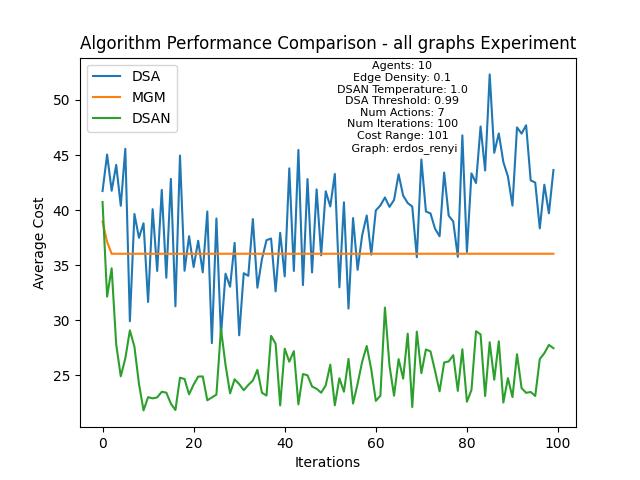 Algorithm Performance Comparison - all graphs Experiment
DSA
MGM
DSAN
Agents: 10
Edge Density: 0.1
DSAN Temperature: 1.0
DSA Threshold: 0.99
Num Actions: 7
Num Iterations: 100
Cost Range: 101
Graph: erdos_renyi
Average Cost
50
45
40
35
30
25
0 20 40 60 80 100
Iterations